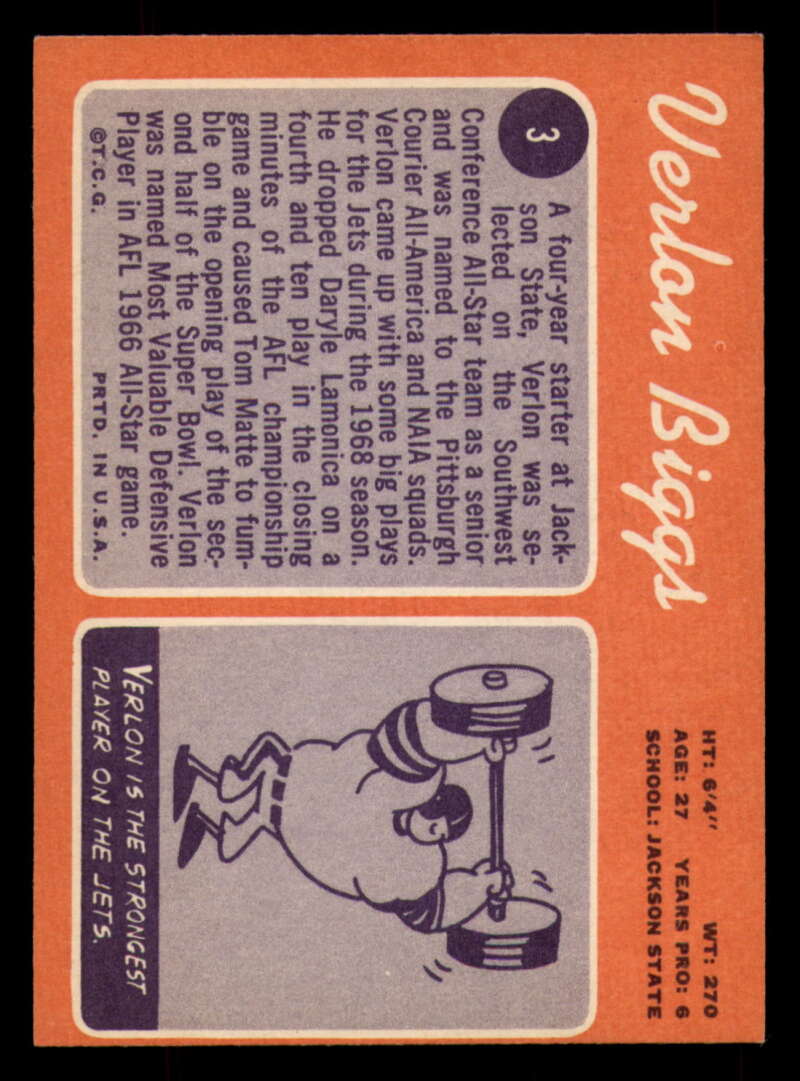 Verlon Biggs
HT: 6'4" WT: 270
AGE: 27 YEARS PRO: 6
SCHOOL: JACKSON STATE
3
A four-year starter at Jack-
son State, Verlon was se-
lected on the Southwest
Conference All-Star team as a senior
and was named to the Pittsburgh
Courier All-America and NAIA squads.
Verlon came up with some big plays
for the Jets during the 1968 season.
He dropped Daryle Lamonica on a
fourth and ten play in the closing
minutes of the AFL championship
game and caused Tom Matte to fum-
ble on the opening play of the sec-
ond half of the Super Bowl. Verlon
was named Most Valuable Defensive
Player in AFL 1966 All-Star game.
©T.C.G. PRTD. IN U.S.A.
VERLON IS THE STRONGEST
PLAYER ON THE JETS.